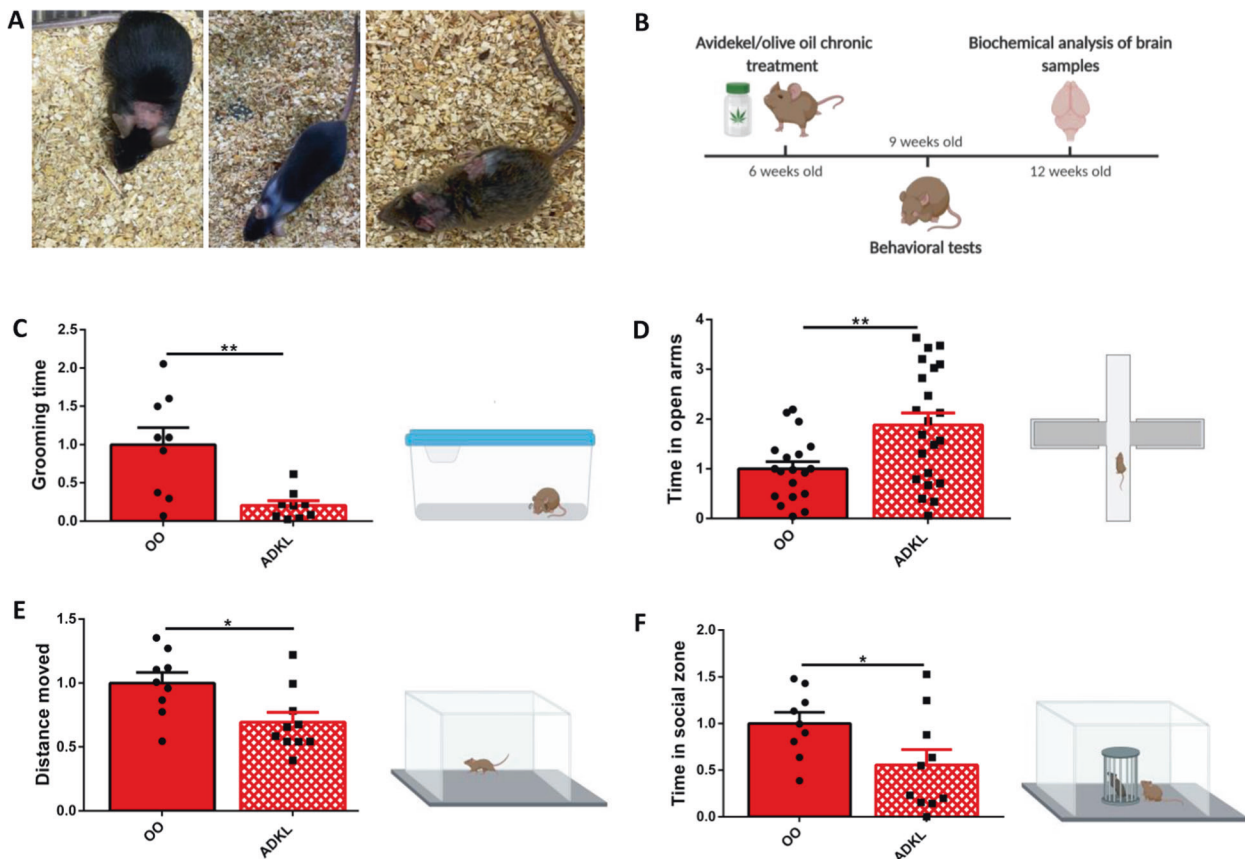 A
B
Avidekel/olive oil chronic
treatment
Biochemical analysis of brain
samples
9 weeks old
6 weeks old
12 weeks old
Behavioral tests
C
Grooming time
2.5
2.0
1.5
1.0
0.5
0.0
**
OO
ADKL
D
Time in open arms
4
3
2
1
0
**
OO
ADKL
E
Distance moved
1.5
1.0
0.5
0.0
*
OO
ADKL
F
Time in social zone
2.0
1.5
1.0
0.5
0.0
*
OO
ADKL